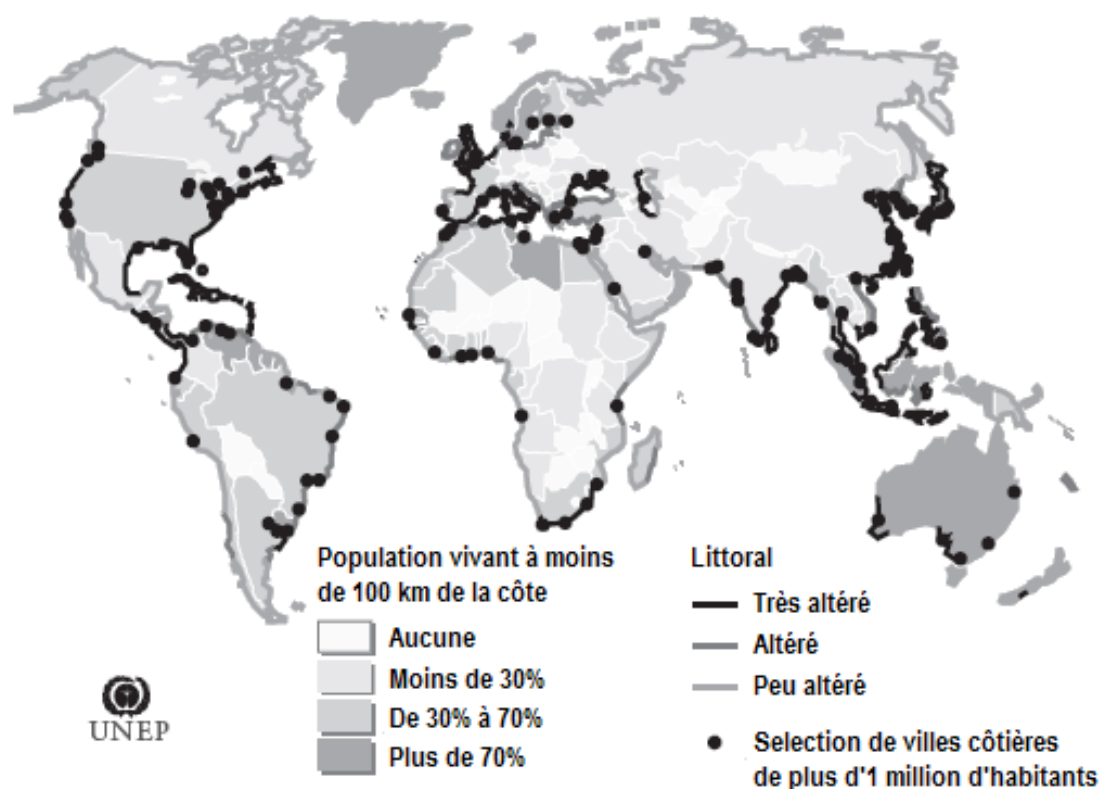 Population vivant à moins
de 100 km de la côte
Aucune
Moins de 30%
De 30% à 70%
Plus de 70%
Littoral
Très altéré
Altéré
Peu altéré
Selection de villes côtières
de plus d'1 million d'habitants
UNEP